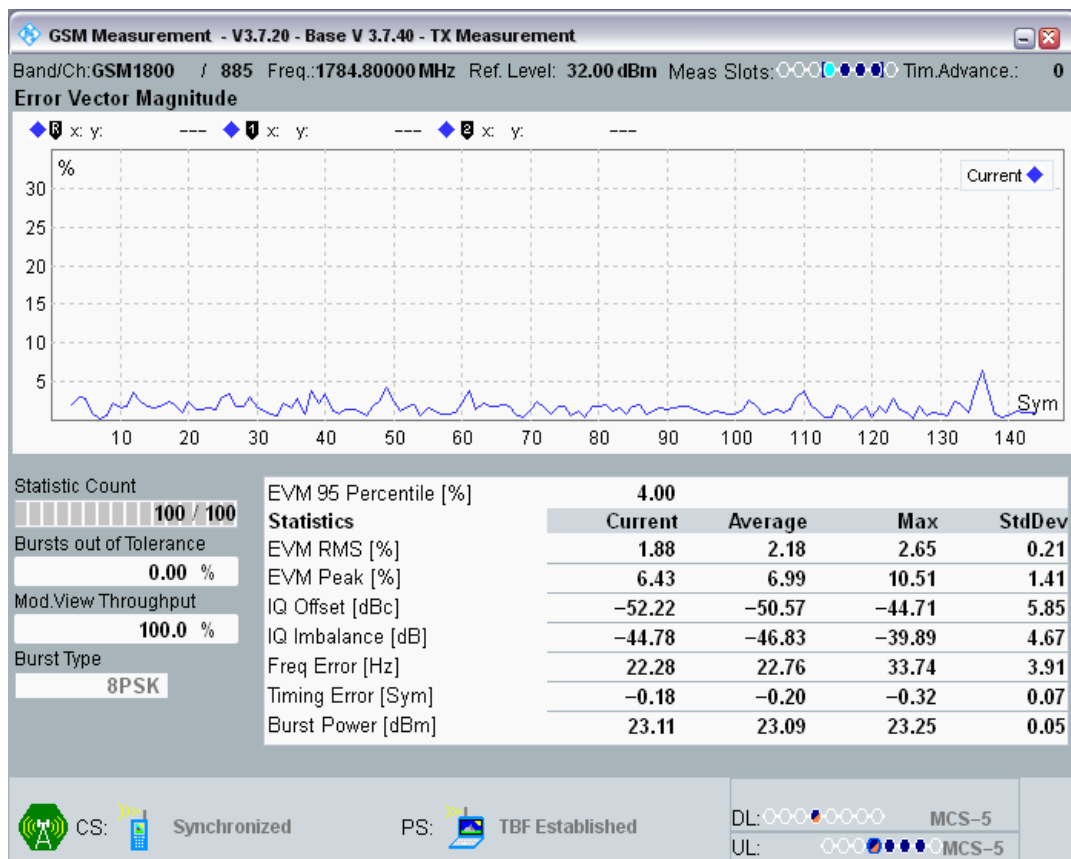 GSM Measurement - V3.7.20 - Base V 3.7.40 - TX Measurement
Band/Ch:GSM1800 / 885 Freq.:1784.80000 MHz Ref. Level: 32.00 dBm Meas Slots: Tim.Advance.: 0
Error Vector Magnitude
R x: y: --- 1 x: y: --- 2 x: y: ---
%
Current
30
25
20
15
10
5
Sym
10 20 30 40 50 60 70 80 90 100 110 120 130 140
Statistic Count
100 / 100
Bursts out of Tolerance
0.00 %
Mod.View Throughput
100.0 %
Burst Type
8PSK
EVM 95 Percentile [%] 4.00
Statistics Current Average Max StdDev
EVM RMS [%] 1.88 2.18 2.65 0.21
EVM Peak [%] 6.43 6.99 10.51 1.41
IQ Offset [dBc] −52.22 −50.57 −44.71 5.85
IQ Imbalance [dB] −44.78 −46.83 −39.89 4.67
Freq Error [Hz] 22.28 22.76 33.74 3.91
Timing Error [Sym] −0.18 −0.20 −0.32 0.07
Burst Power [dBm] 23.11 23.09 23.25 0.05
CS: Synchronized PS: TBF Established
DL: MCS−5
UL: MCS−5